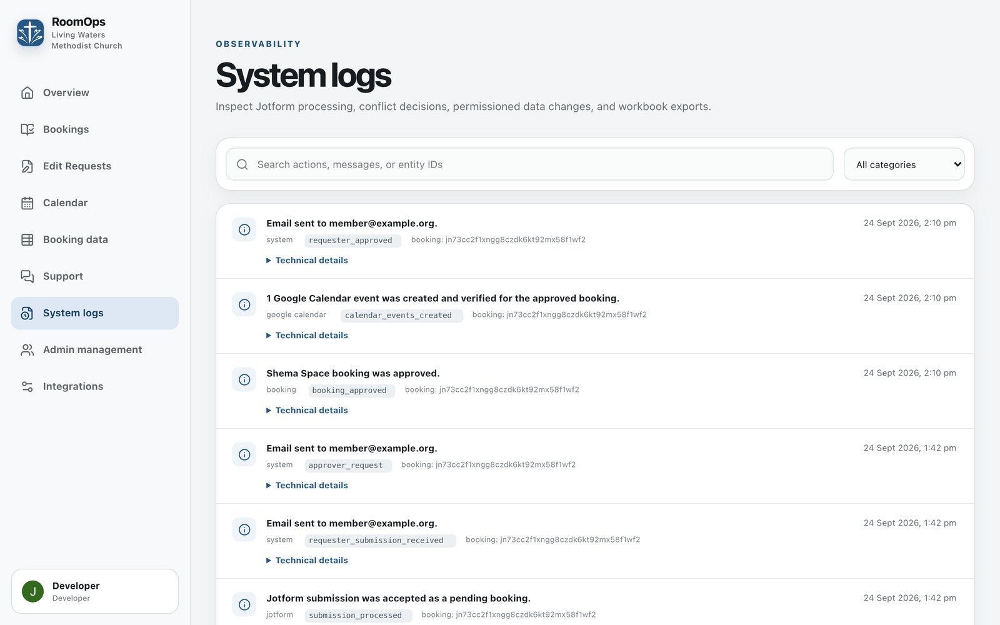 RoomOps
Living Waters
Methodist Church
Overview
Bookings
Edit Requests
Calendar
Booking data
Support
System logs
Admin management
Integrations
J
Developer
Developer
OBSERVABILITY
System logs
Inspect Jotform processing, conflict decisions, permissioned data changes, and workbook exports.
Search actions, messages, or entity IDs
All categories
Email sent to member@example.org.
24 Sept 2026, 2:10 pm
system requester_approved booking: jn73cc2f1xngg8czdk6kt92mx58f1wf2
Technical details
1 Google Calendar event was created and verified for the approved booking.
24 Sept 2026, 2:10 pm
google calendar calendar_events_created booking: jn73cc2f1xngg8czdk6kt92mx58f1wf2
Technical details
Shema Space booking was approved.
24 Sept 2026, 2:10 pm
booking booking_approved booking: jn73cc2f1xngg8czdk6kt92mx58f1wf2
Technical details
Email sent to member@example.org.
24 Sept 2026, 1:42 pm
system approver_request booking: jn73cc2f1xngg8czdk6kt92mx58f1wf2
Technical details
Email sent to member@example.org.
24 Sept 2026, 1:42 pm
system requester_submission_received booking: jn73cc2f1xngg8czdk6kt92mx58f1wf2
Technical details
Jotform submission was accepted as a pending booking.
24 Sept 2026, 1:42 pm
jotform submission_processed booking: jn73cc2f1xngg8czdk6kt92mx58f1wf2